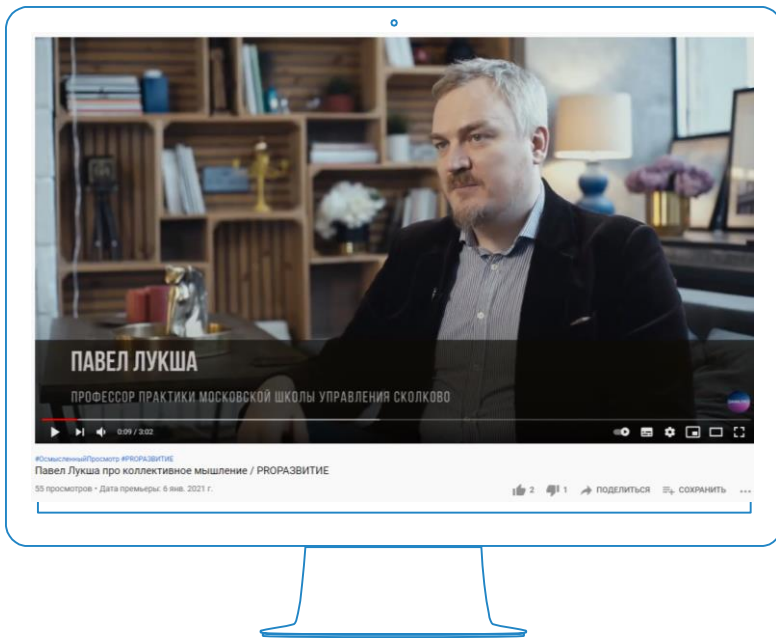 ПАВЕЛ ЛУКША
ПРОФЕССОР ПРАКТИКИ МОСКОВСКОЙ ШКОЛЫ УПРАВЛЕНИЯ СКОЛКОВО
0:09 / 3:02
#ОсмысленныйПросмотр #PROРАЗВИТИЕ
Павел Лукша про коллективное мышление / PROРАЗВИТИЕ
55 просмотров • Дата премьеры: 6 янв. 2021 г.
2 1 ПОДЕЛИТЬСЯ СОХРАНИТЬ ...